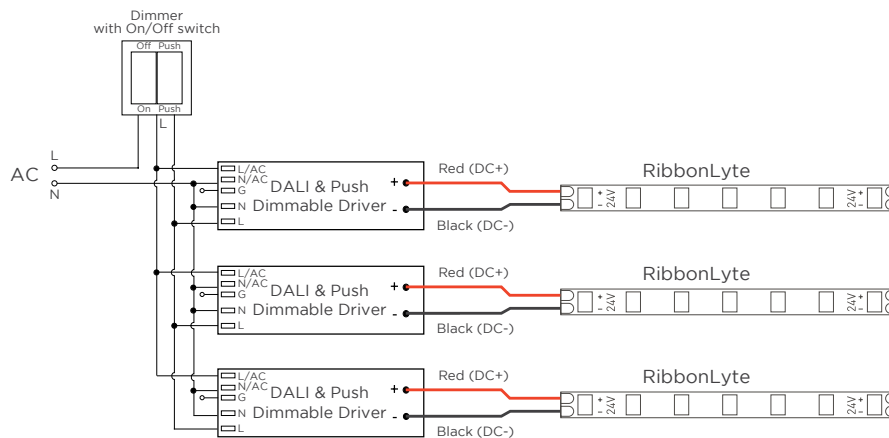 Dimmer
with On/Off switch
Off Push
On Push
L
AC
L
N
L/AC
N/AC
G
N
L
DALI & Push
Dimmable Driver
+
-
Red (DC+)
Black (DC-)
RibbonLyte
+ - 24V
24V + -
L/AC
N/AC
G
N
L
DALI & Push
Dimmable Driver
+
-
Red (DC+)
Black (DC-)
RibbonLyte
+ - 24V
24V + -
L/AC
N/AC
G
N
L
DALI & Push
Dimmable Driver
+
-
Red (DC+)
Black (DC-)
RibbonLyte
+ - 24V
24V + -